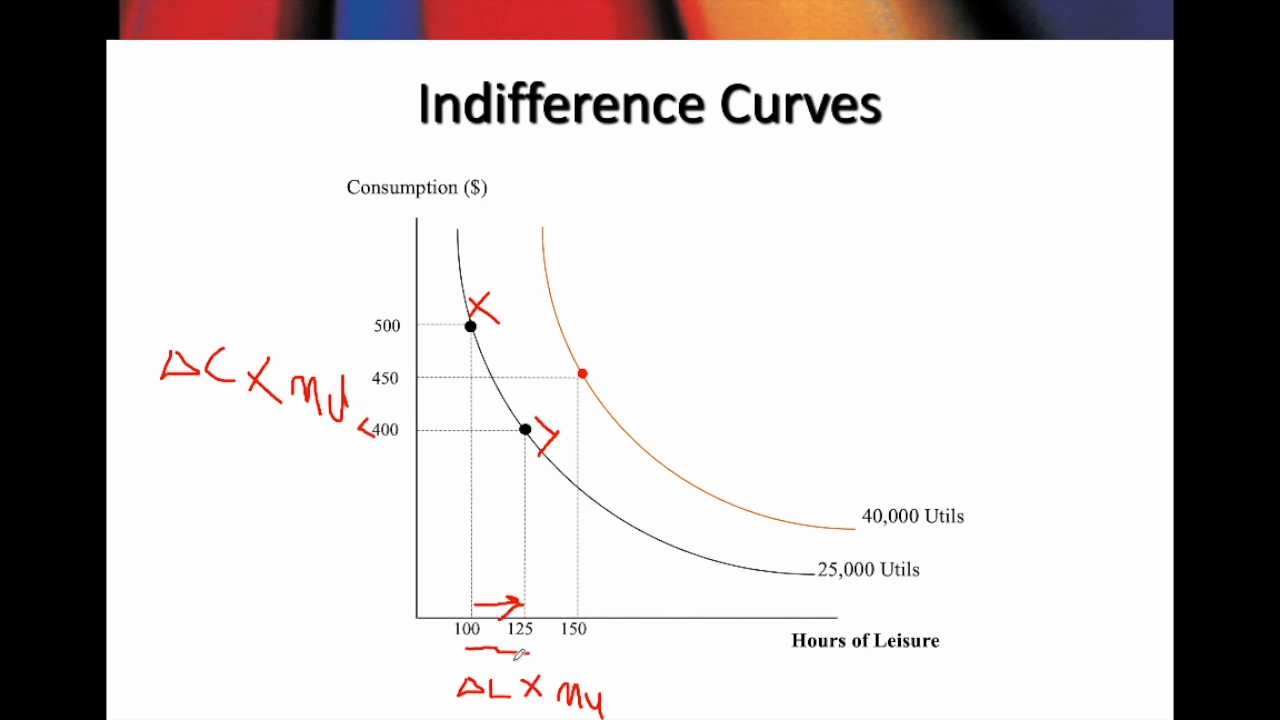 Indifference Curves
Consumption ($)
X
500
ΔC X MU c
450
400
Y
40,000 Utils
25,000 Utils
100 125 150
Hours of Leisure
ΔL X MU